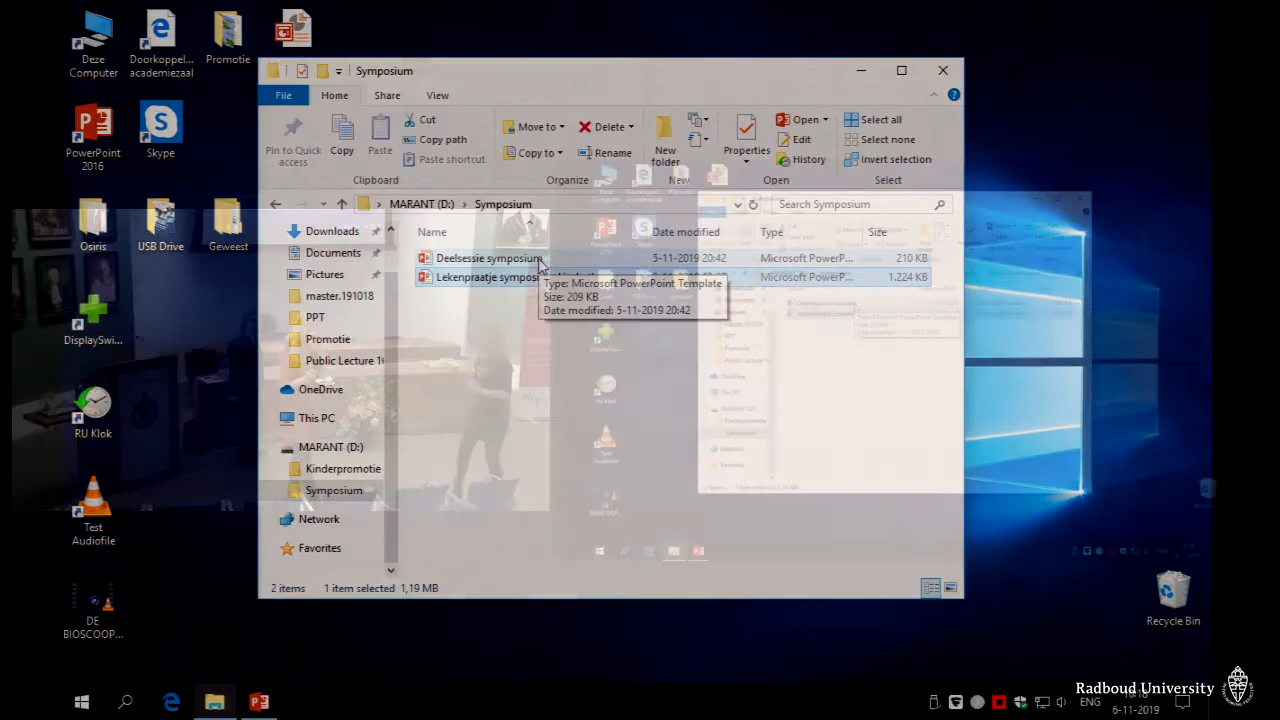 Deze Computer
Doorkoppel... academiezaal
Promotie
PowerPoint 2016
Skype
Osiris
USB Drive
Geweest
DisplaySwi...
RU Klok
Test Audiofile
DE BIOSCOOP...
Symposium
File
Home
Share
View
Pin to Quick access
Copy
Paste
Cut
Copy path
Paste shortcut
Clipboard
Move to
Copy to
Delete
Rename
Organize
New folder
New
Properties
Open
Edit
History
Open
Select all
Select none
Invert selection
Select
MARANT (D:)
Symposium
Search Symposium
Downloads
Documents
Pictures
master.191018
PPT
Promotie
Public Lecture
OneDrive
This PC
MARANT (D:)
Kinderpromotie
Symposium
Network
Favorites
Name
Date modified
Type
Size
Deelsessie symposium
5-11-2019 20:42
Microsoft PowerP...
210 KB
Lekenpraatje
Microsoft PowerP...
1.224 KB
Type: Microsoft PowerPoint Template
Size: 209 KB
Date modified: 5-11-2019 20:42
2 items
1 item selected
1,19 MB
Recycle Bin
Radboud University
ENG
6-11-2019